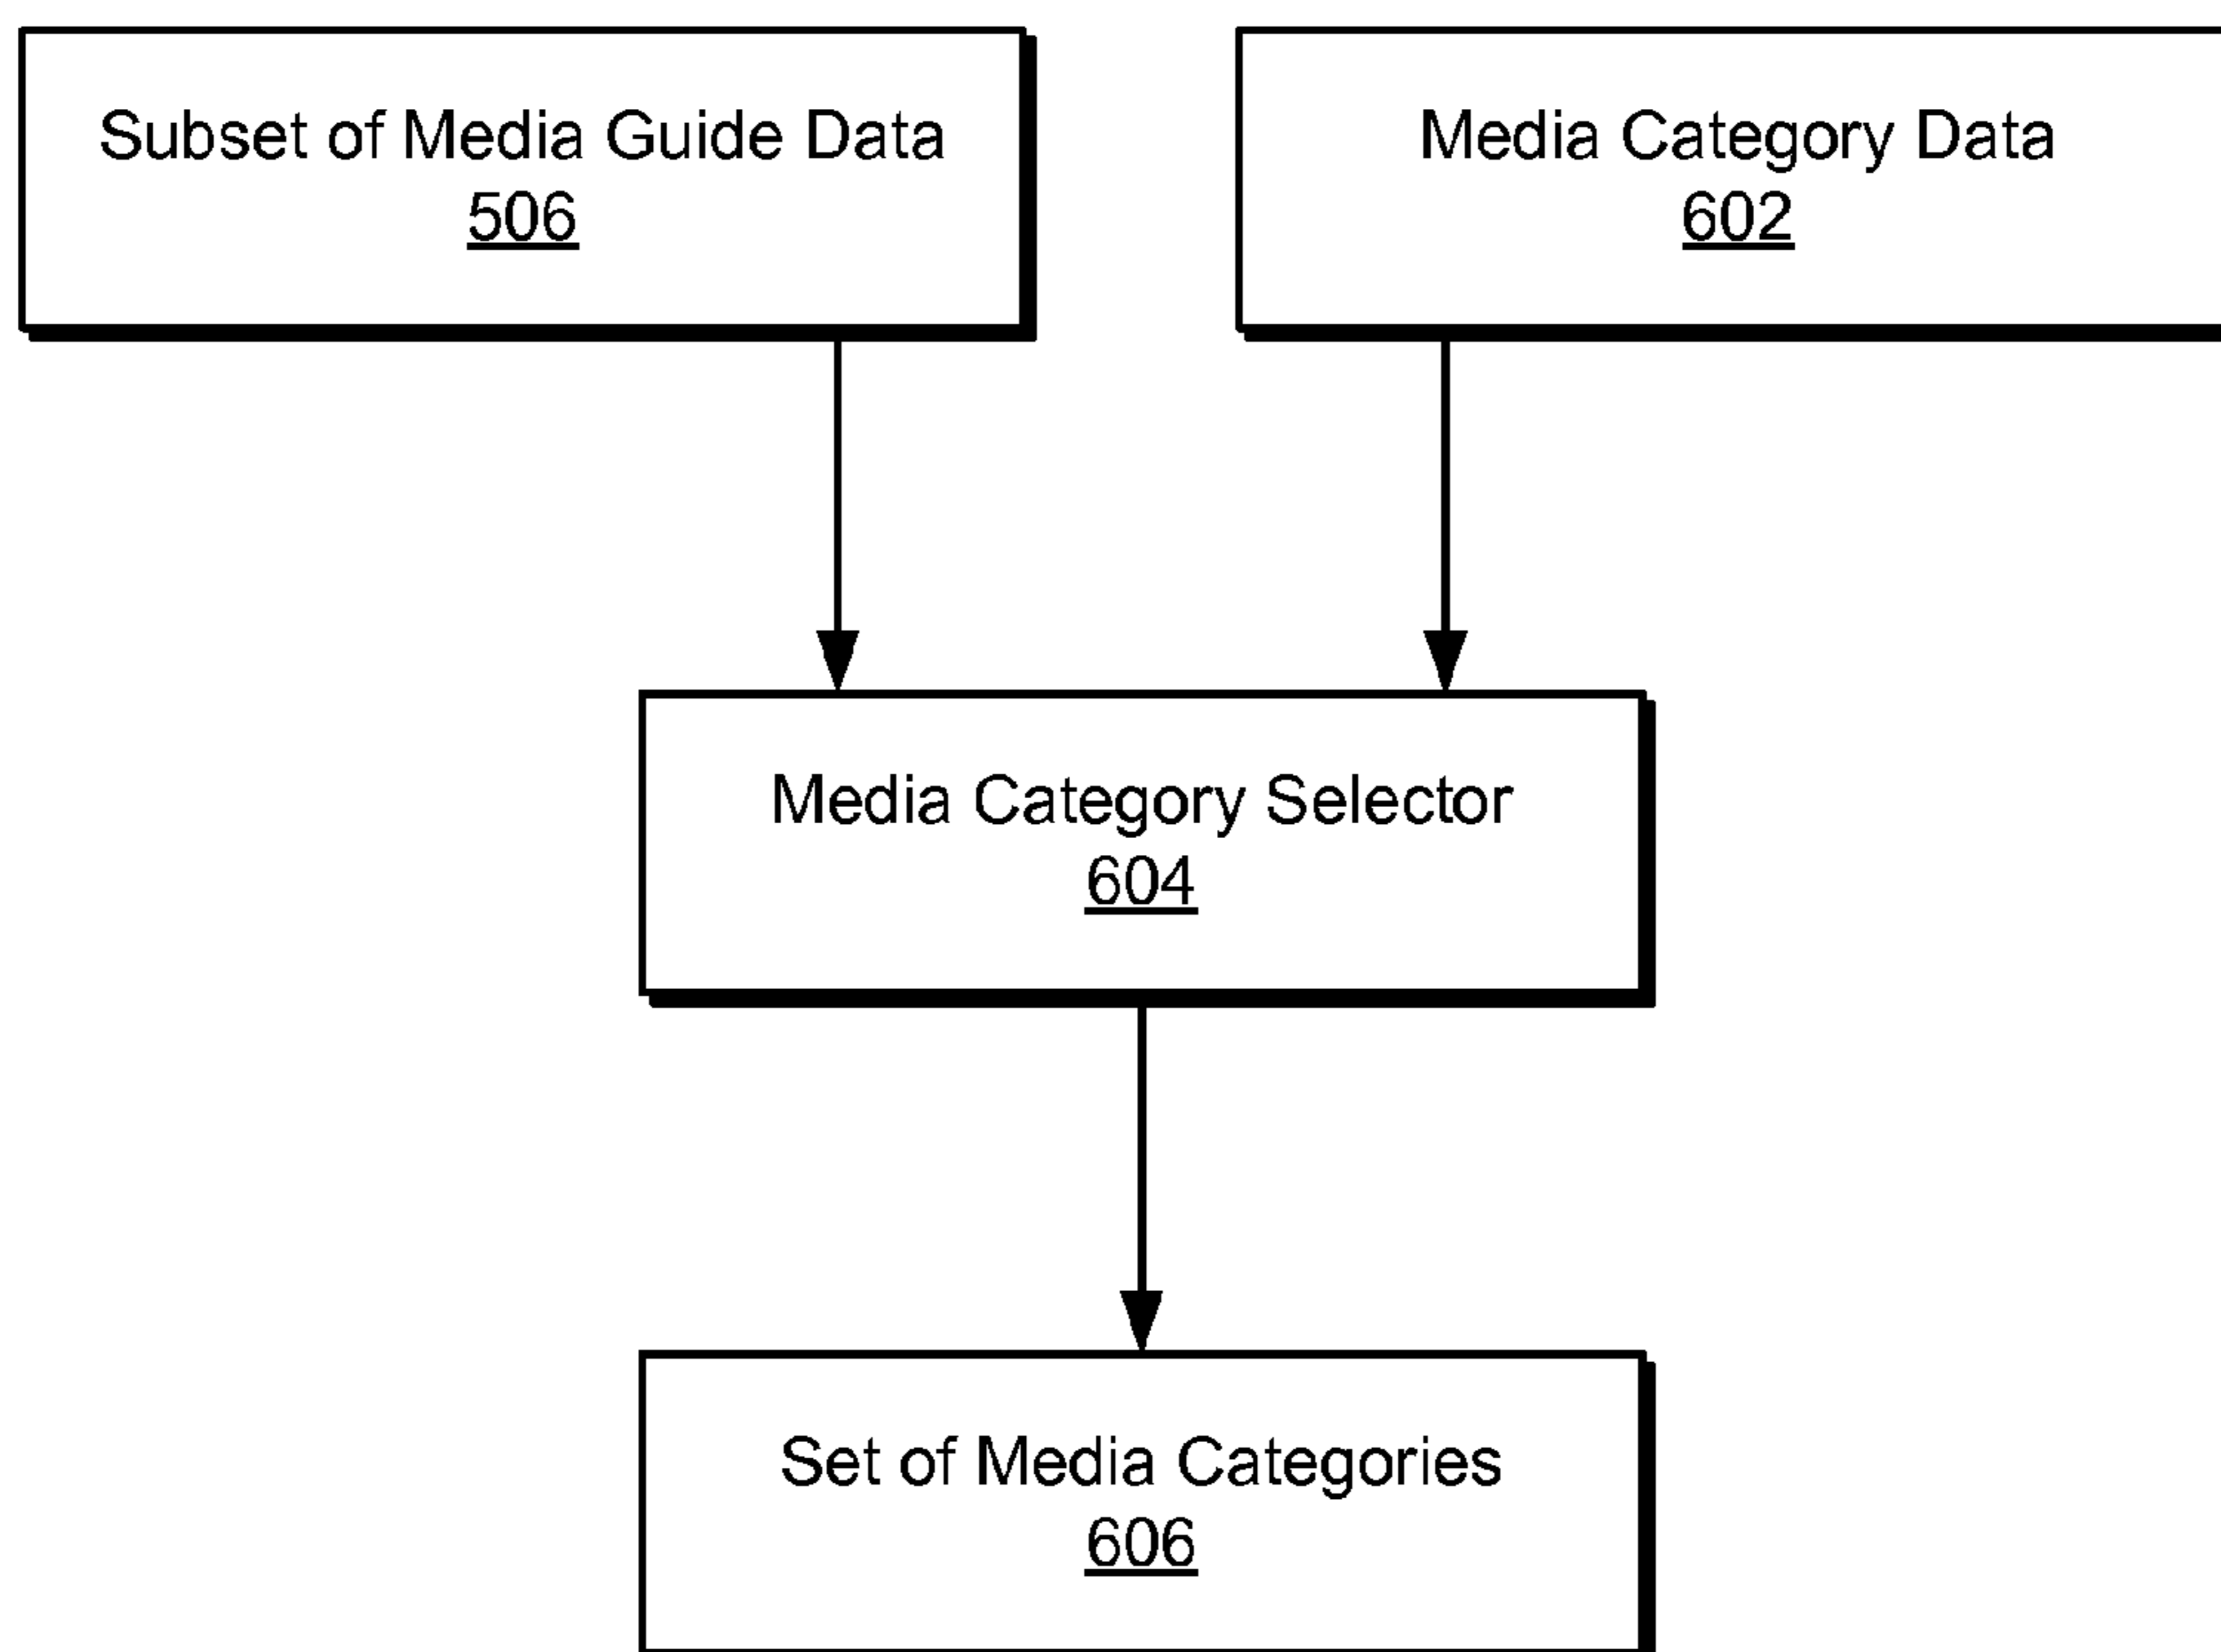 Subset of Media Guide Data
506
Media Category Data
602
Media Category Selector
604
Set of Media Categories
606